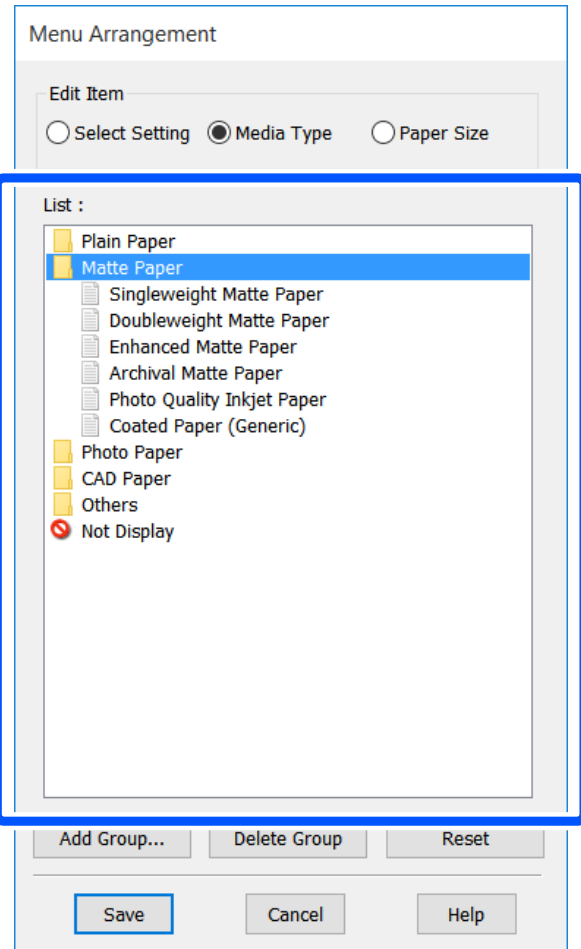 Menu Arrangement
Edit Item
Select Setting Media Type Paper Size
List :
Plain Paper
Matte Paper
Singleweight Matte Paper
Doubleweight Matte Paper
Enhanced Matte Paper
Archival Matte Paper
Photo Quality Inkjet Paper
Coated Paper (Generic)
Photo Paper
CAD Paper
Others
Not Display
Add Group... Delete Group Reset
Save Cancel Help